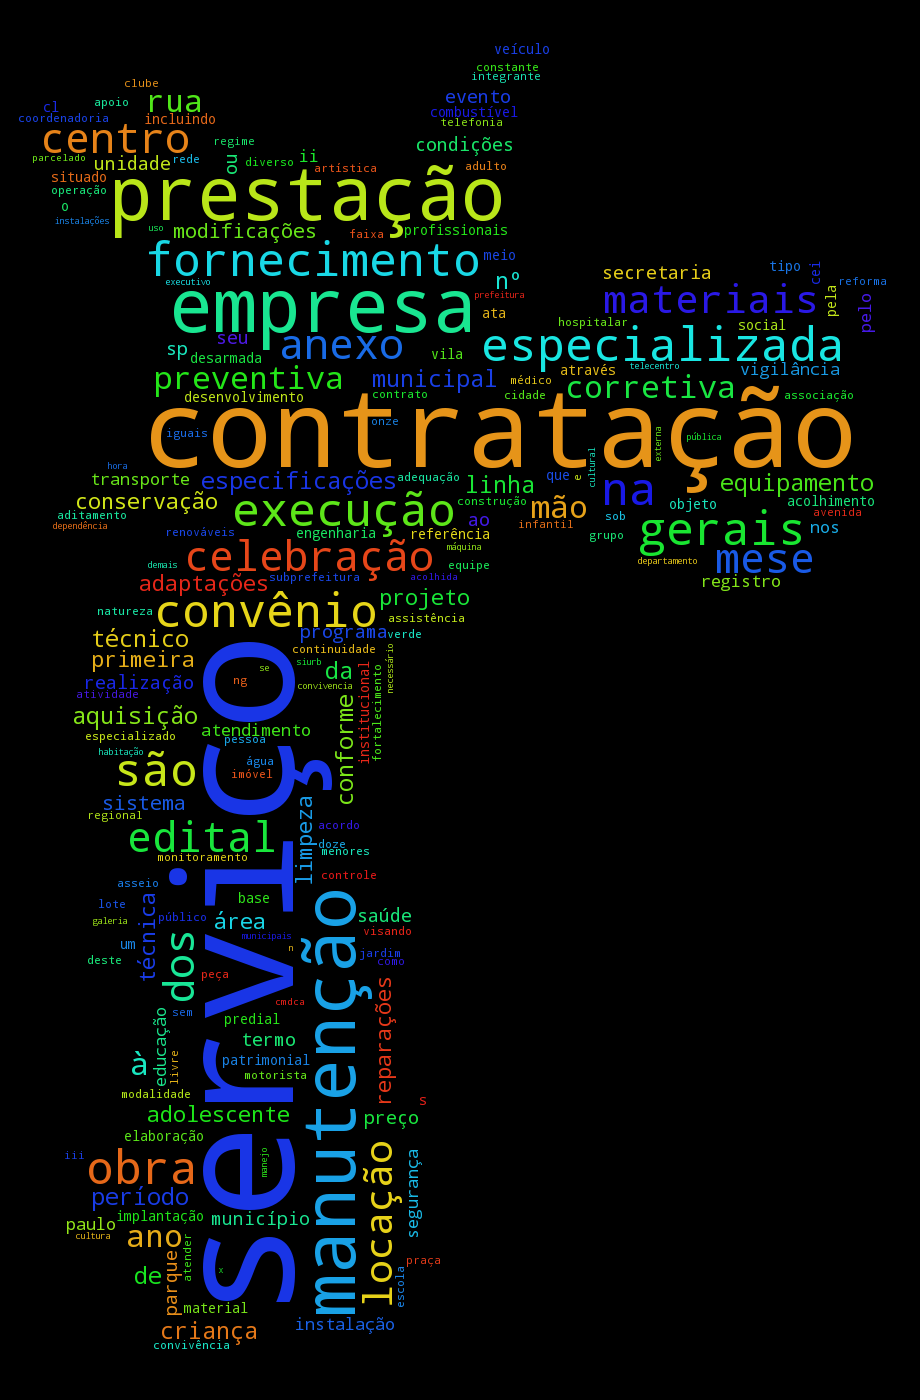 veículo
constante
integrante
clube
cl
apoio
rua
evento
combustível
coordenadoria
incluindo
telefonia
centro
regime
condições
parcelado
unidade
rede
ou
diverso
ii
artística
adulto
situado
operação
prestação
o
instalações
uso
modificações
faixa
profissionais
fornecimento
meio
secretaria
tipo
cei
executivo
nº
reforma
empresa
prefeitura
materiais
pela
pelo
ata
hospitalar
social
seu
sp
desarmada
anexo
vila
especializada
preventiva
municipal
médico
através
telecentro
vigilância
desenvolvimento
contrato
cidade
corretiva
associação
iguais
contratação
onze
externa
pública
hora
transporte
especificações
adequação
linha
que
e
cultural
na
equipamento
conservação
execução
construção
mão
objeto
acolhimento
aditamento
dependência
ao
infantil
sob
avenida
renováveis
engenharia
referência
grupo
gerais
nos
celebração
máquina
mese
demais
equipe
departamento
adaptações
subprefeitura
acolhida
registro
natureza
convênio
projeto
assistência
técnico
programa
verde
primeira
continuidade
siurb
se
da
necessário
realização
ng
convivencia
institucional
fortalecimento
atividade
aquisição
atendimento
conforme
especializado
pessoa
habitação
água
são
imóvel
sistema
limpeza
regional
acordo
edital
doze
menores
monitoramento
asseio
serviço
controle
lote
técnica
base
manutenção
galeria
público
área
saúde
visando
um
dos
municipais
n
jardim
como
deste
peça
sem
cmdca
reparações
educação
predial
termo
à
livre
patrimonial
motorista
modalidade
s
adolescente
preço
elaboração
iii
obra
manejo
locação
segurança
período
implantação
município
paulo
cultura
ano
atender
praça
de
parque
x
escola
material
criança
instalação
convivência